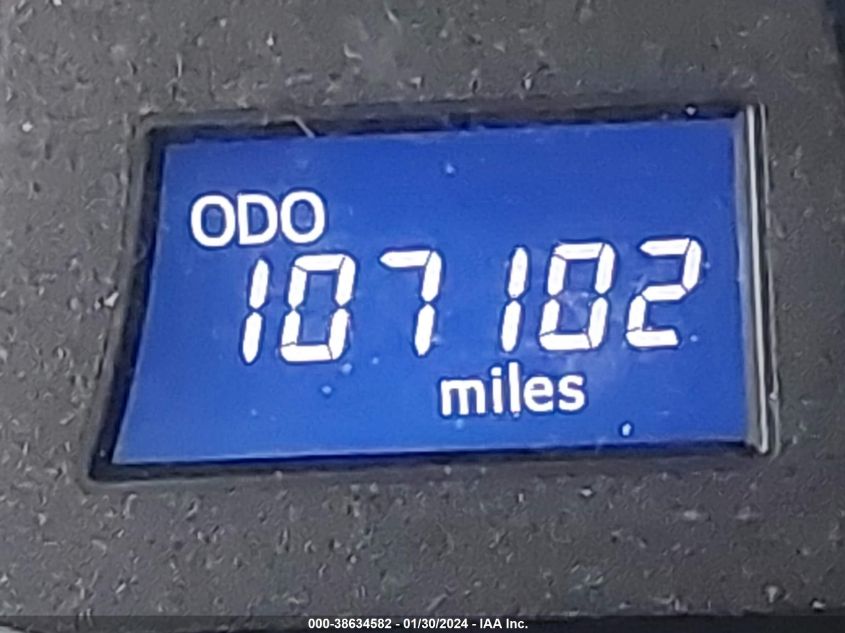 ODO
107102
miles
000-38634582 - 01/30/2024 - IAA Inc.